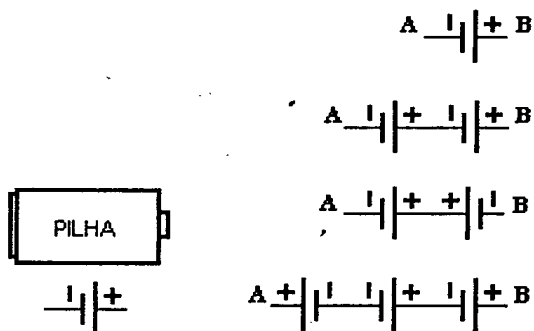 A - + B
A - + - + B
A - + + - B
PILHA
- +
A + - - + - + B